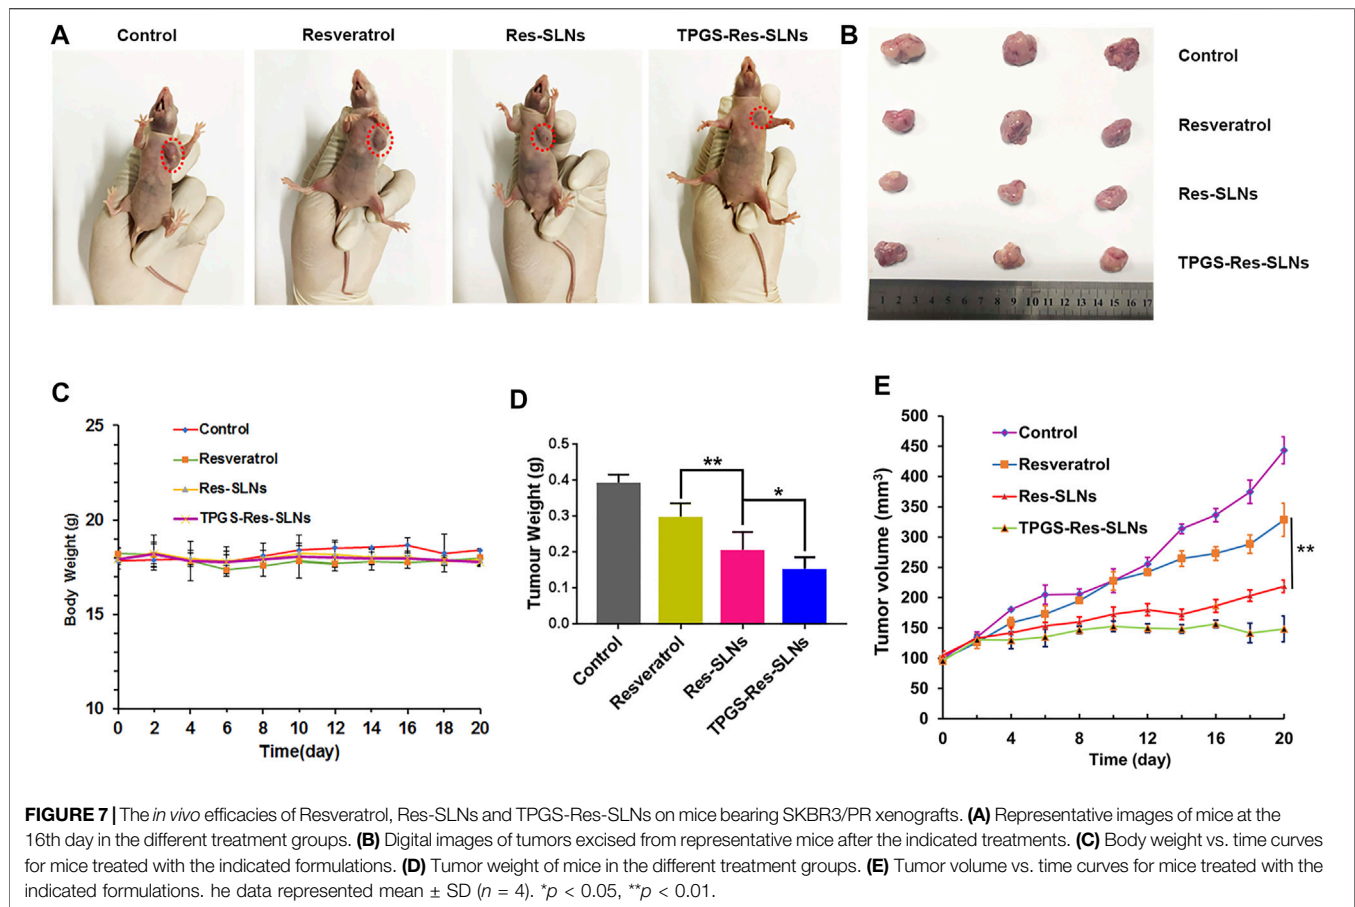 A
Control
Resveratrol
Res-SLNs
TPGS-Res-SLNs
B
Control
Resveratrol
Res-SLNs
TPGS-Res-SLNs
1 2 3 4 5 6 7 8 9 10 11 12 13 14 15 16 17
C
Body Weight (g)
25
20
15
10
Control
Resveratrol
Res-SLNs
TPGS-Res-SLNs
0 2 4 6 8 10 12 14 16 18 20
Time(day)
D
Tumour Weight (g)
0.5
0.4
0.3
0.2
0.1
0.0
**
*
Control
Resveratrol
Res-SLNs
TPGS-Res-SLNs
E
Tumor volume (mm³)
500
450
400
350
300
250
200
150
100
50
0
Control
Resveratrol
Res-SLNs
TPGS-Res-SLNs
**
0 4 8 12 16 20
Time (day)
FIGURE 7 | The in vivo efficacies of Resveratrol, Res-SLNs and TPGS-Res-SLNs on mice bearing SKBR3/PR xenografts. (A) Representative images of mice at the
16th day in the different treatment groups. (B) Digital images of tumors excised from representative mice after the indicated treatments. (C) Body weight vs. time curves
for mice treated with the indicated formulations. (D) Tumor weight of mice in the different treatment groups. (E) Tumor volume vs. time curves for mice treated with the
indicated formulations. he data represented mean ± SD (n = 4). *p < 0.05, **p < 0.01.